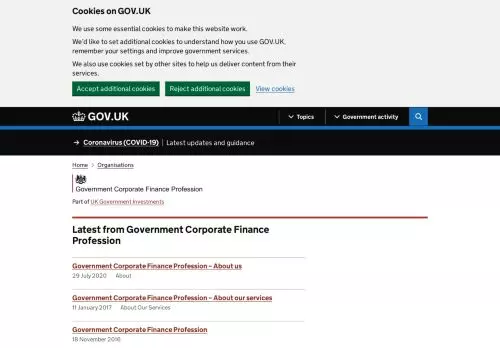 Cookies on GOV.UK
We use some essential cookies to make this website work.
We'd like to set additional cookies to understand how you use GOV.UK,
remember your settings and improve government services.
We also use cookies set by other sites to help us deliver content from their
services.
Accept additional cookies Reject additional cookies View cookies
GOV.UK Topics Government activity
→ Coronavirus (COVID-19) Latest updates and guidance
Home > Organisations
Government Corporate Finance Profession
Part of UK Government Investments
Latest from Government Corporate Finance
Profession
Government Corporate Finance Profession – About us
29 July 2020 About
Government Corporate Finance Profession – About our services
11 January 2017 About Our Services
Government Corporate Finance Profession
18 November 2016